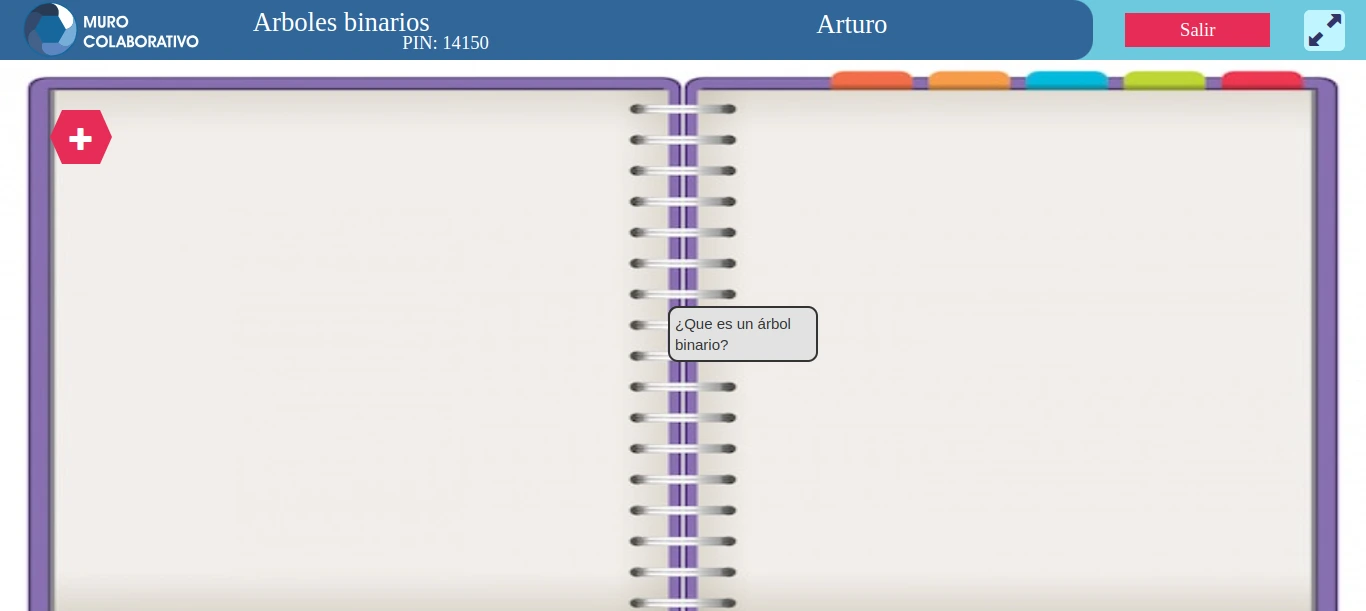 MURO
COLABORATIVO
Arboles binarios
PIN: 14150
Arturo
Salir
¿Que es un árbol
binario?